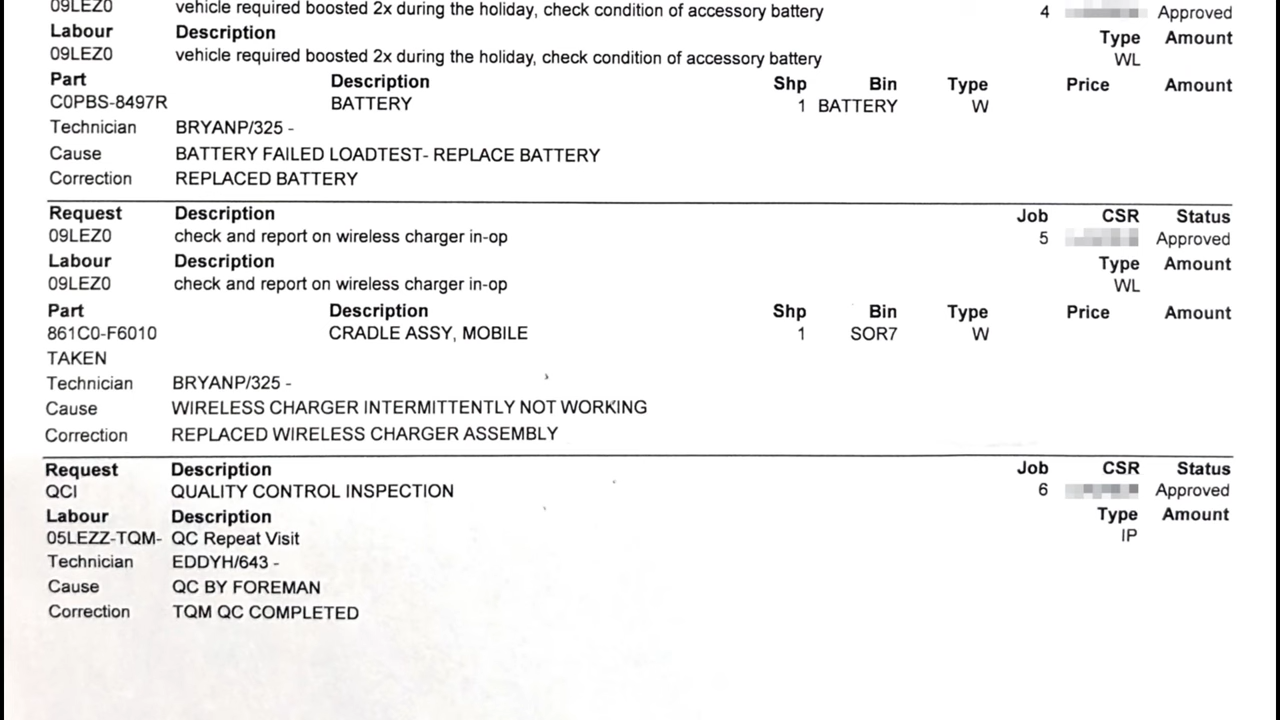 09LEZ0 vehicle required boosted 2x during the holiday, check condition of accessory battery 4 Approved
Labour Description Type Amount
09LEZ0 vehicle required boosted 2x during the holiday, check condition of accessory battery WL
Part Description Shp Bin Type Price Amount
C0PBS-8497R BATTERY 1 BATTERY W
Technician BRYANP/325 -
Cause BATTERY FAILED LOADTEST- REPLACE BATTERY
Correction REPLACED BATTERY
Request Description Job CSR Status
09LEZ0 check and report on wireless charger in-op 5 Approved
Labour Description Type Amount
09LEZ0 check and report on wireless charger in-op WL
Part Description Shp Bin Type Price Amount
861C0-F6010 CRADLE ASSY, MOBILE 1 SOR7 W
TAKEN
Technician BRYANP/325 -
Cause WIRELESS CHARGER INTERMITTENTLY NOT WORKING
Correction REPLACED WIRELESS CHARGER ASSEMBLY
Request Description Job CSR Status
QCI QUALITY CONTROL INSPECTION 6 Approved
Labour Description Type Amount
05LEZZ-TQM- QC Repeat Visit IP
Technician EDDYH/643 -
Cause QC BY FOREMAN
Correction TQM QC COMPLETED